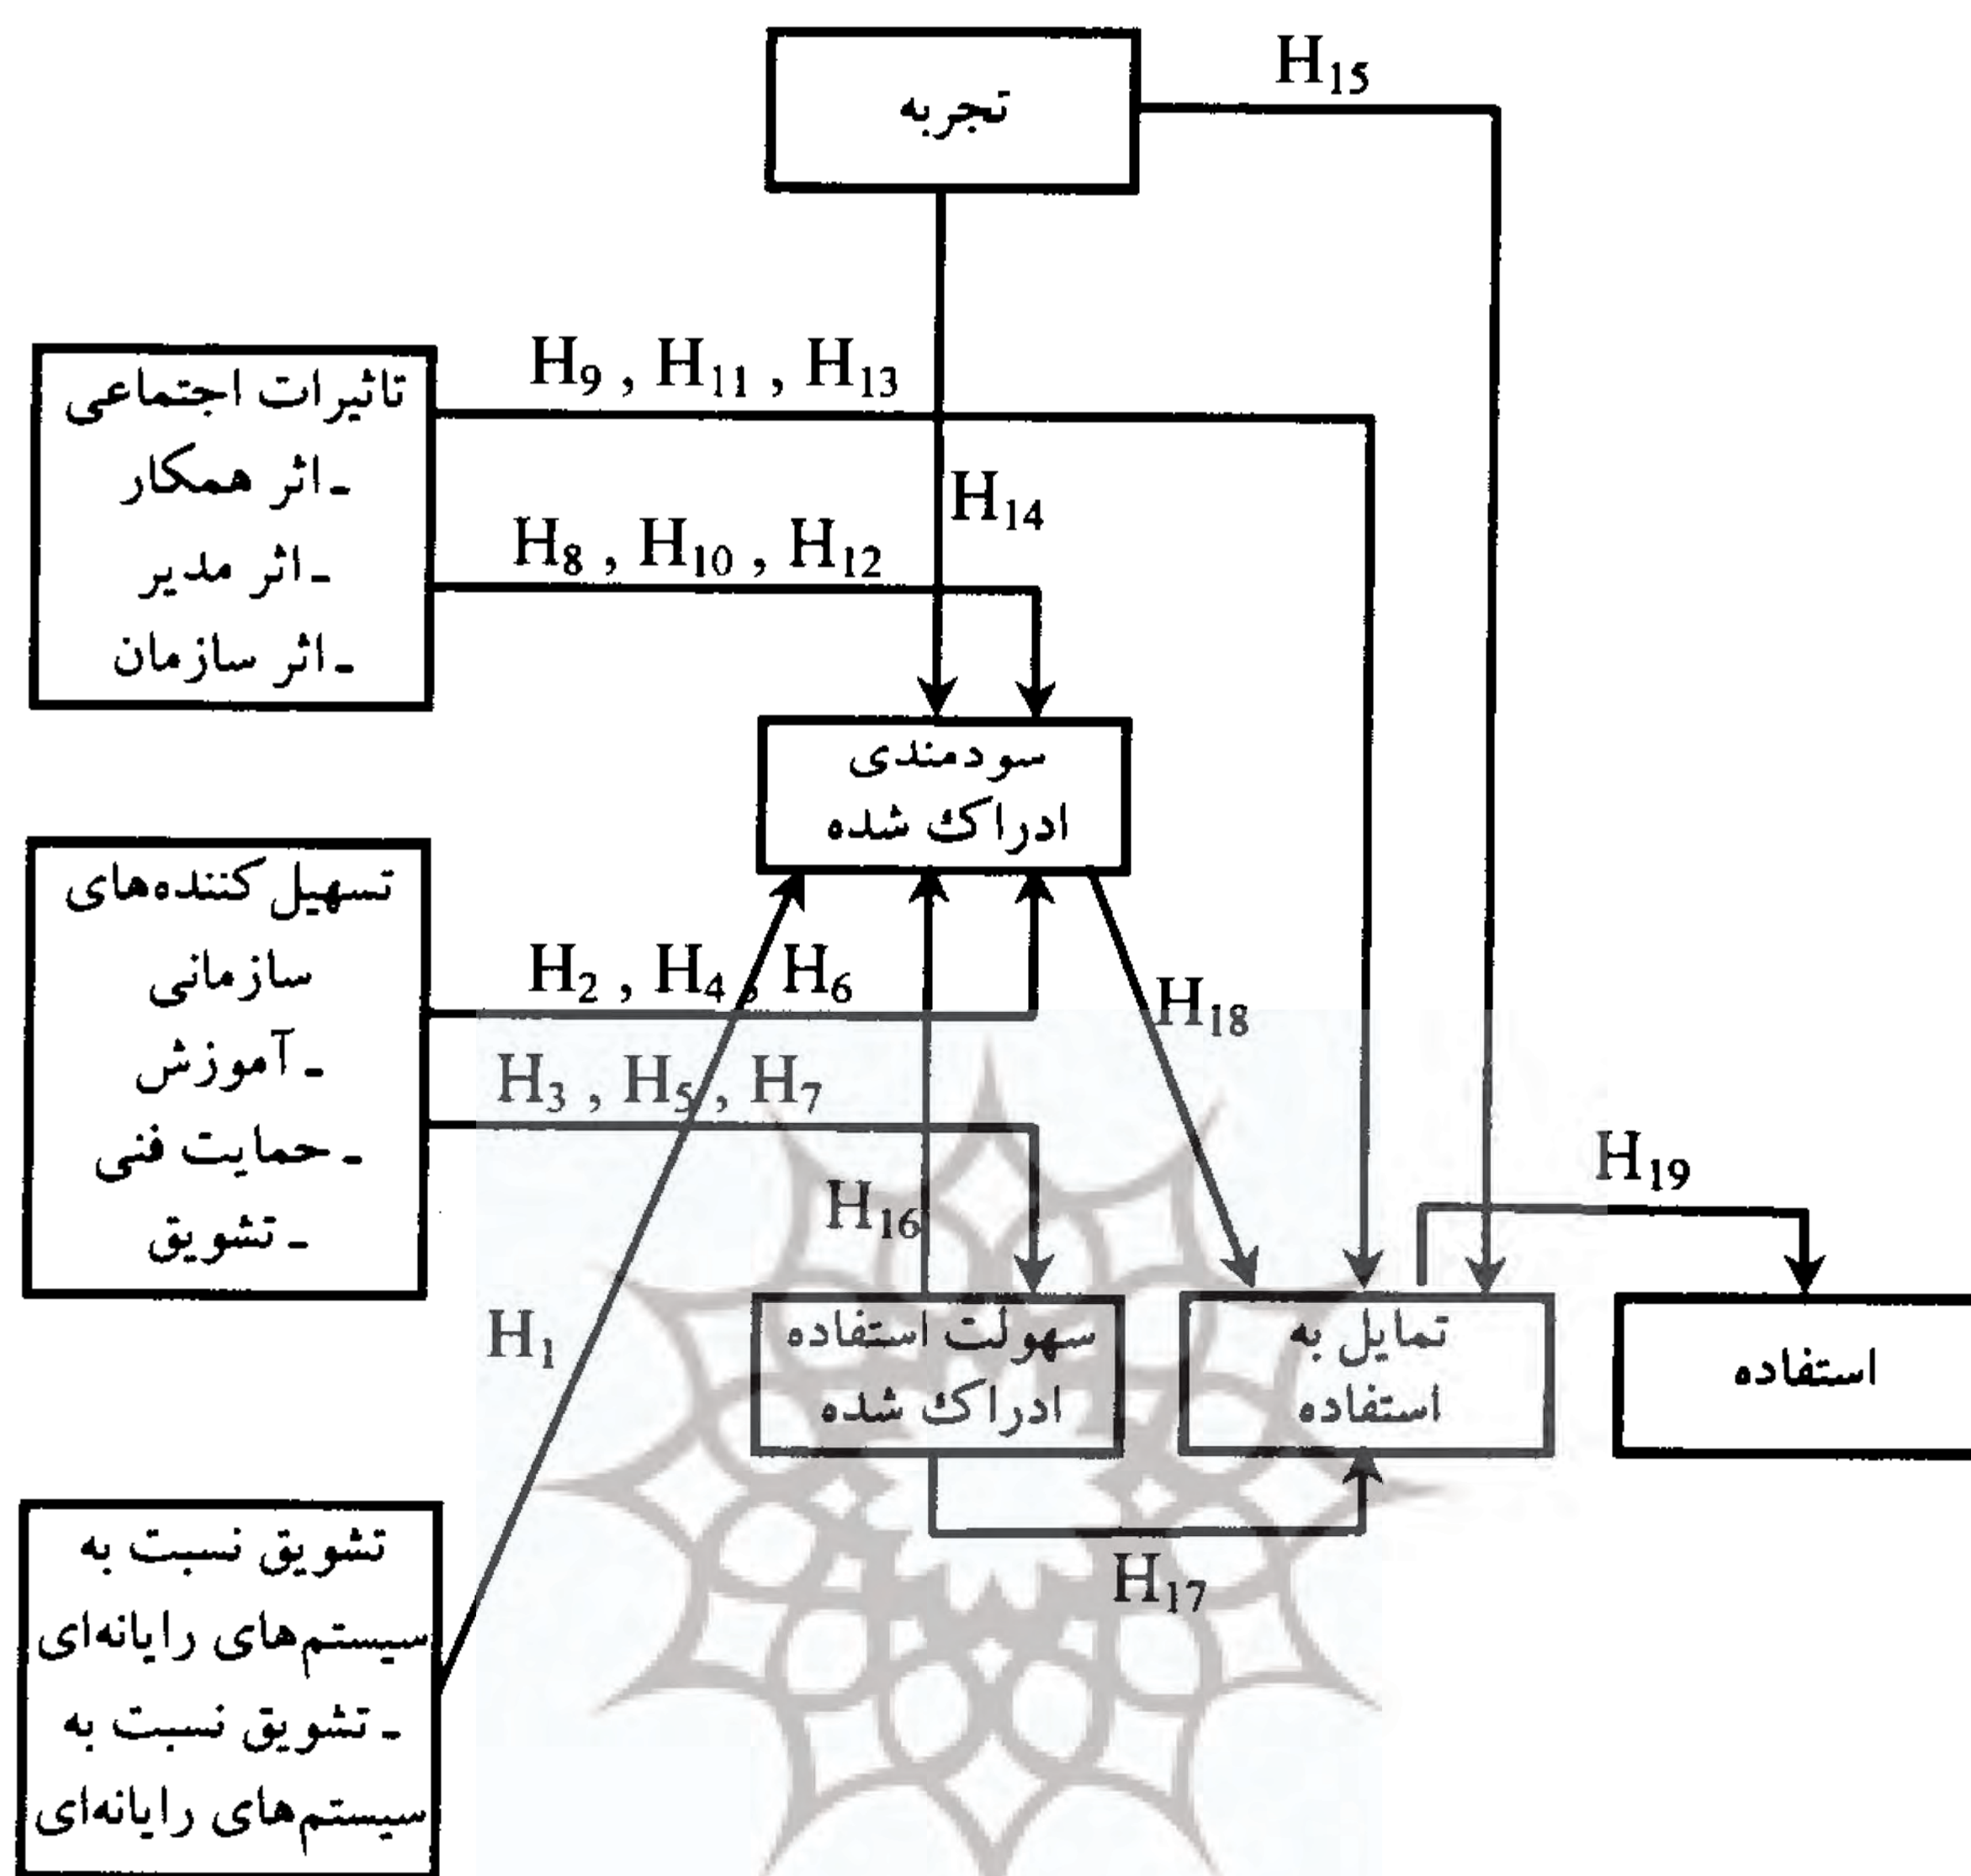 تجربه
H15
تاثیرات اجتماعی
ـ اثر همکار
ـ اثر مدیر
ـ اثر سازمان
H9 , H11 , H13
H14
H8 , H10 , H12
سودمندی
ادراک شده
تسهیل کننده‌های
سازمانی
ـ آموزش
ـ حمایت فنی
ـ تشویق
H2 , H4 , H6
H18
H3 , H5 , H7
H16
H19
H1
سهولت استفاده
ادراک شده
تمایل به
استفاده
استفاده
H17
تشویق نسبت به
سیستم‌های رایانه‌ای
ـ تشویق نسبت به
سیستم‌های رایانه‌ای